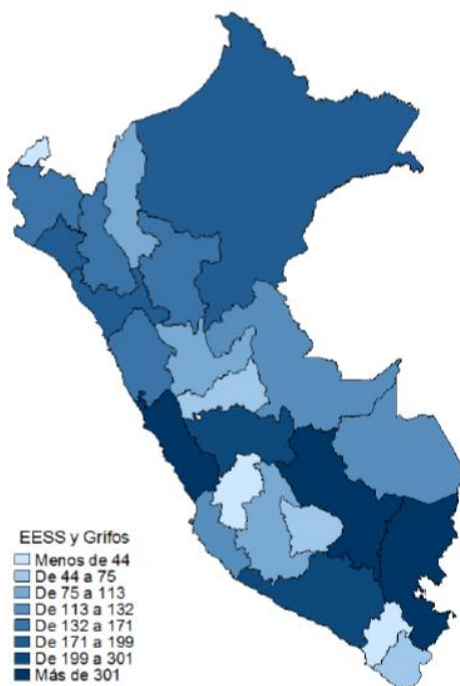 EESS y Grifos
Menos de 44
De 44 a 75
De 75 a 113
De 113 a 132
De 132 a 171
De 171 a 199
De 199 a 301
Más de 301